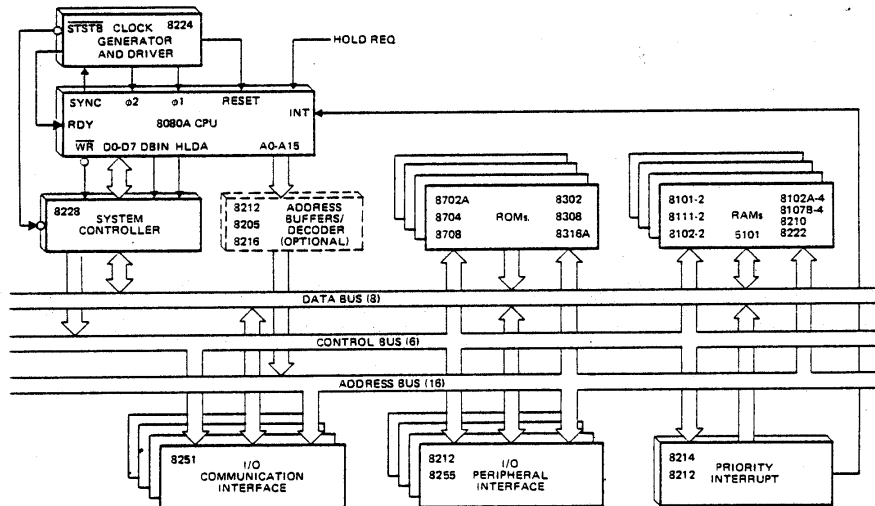 STSTB CLOCK 8224
GENERATOR
AND DRIVER
HOLD REQ
SYNC φ2 φ1 RESET
INT
RDY 8080A CPU
WR D0-D7 DBIN HLDA A0-A15
8228
SYSTEM
CONTROLLER
8212 ADDRESS
8205 BUFFERS/
DECODER
8216 (OPTIONAL)
8702A 8302
8704 ROMs. 8308
8708 8316A
8101-2 8102A-4
8107B-4
8111-2 RAMs 8210
8102-2 5101 8222
DATA BUS (8)
CONTROL BUS (6)
ADDRESS BUS (16)
8251 I/O
COMMUNICATION
INTERFACE
8212 I/O
8255 PERIPHERAL
INTERFACE
8214 PRIORITY
8212 INTERRUPT